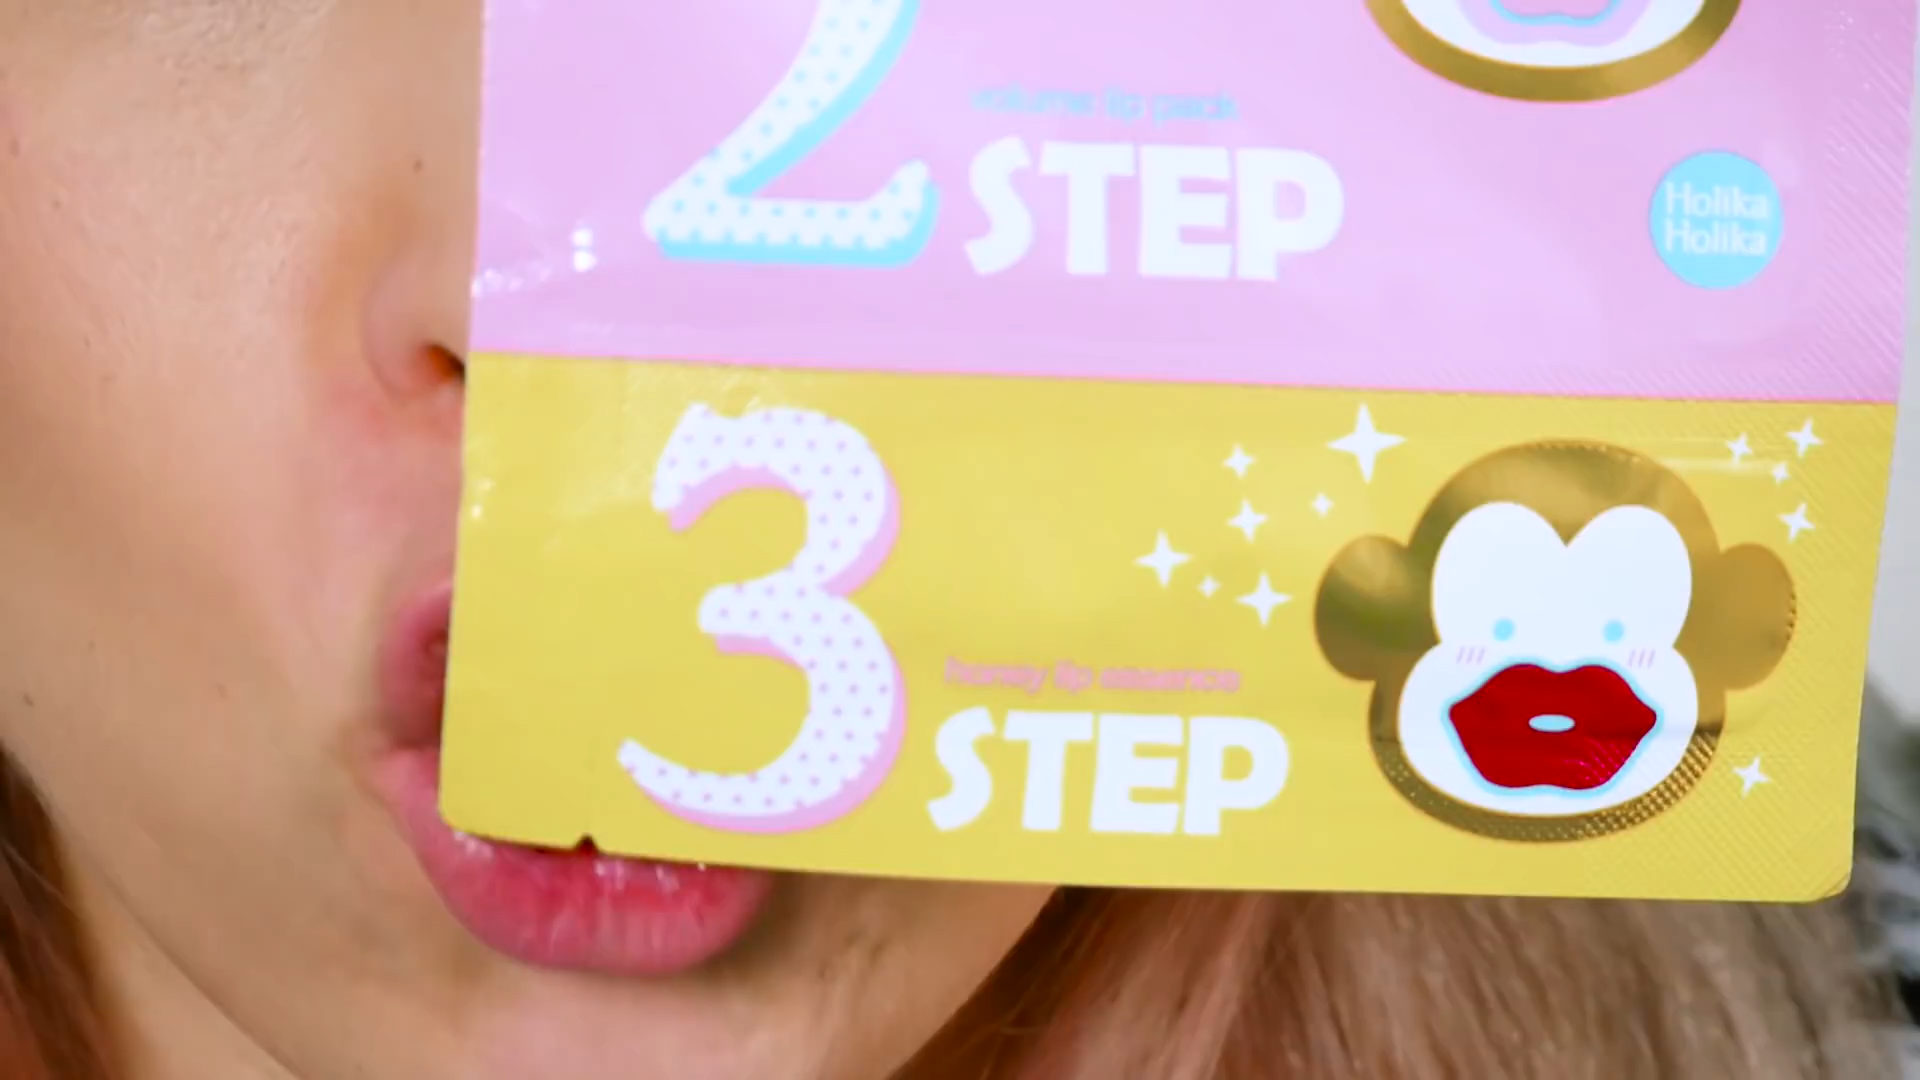 2
volume lip pack
STEP
Holika
Holika
3
honey lip essence
STEP